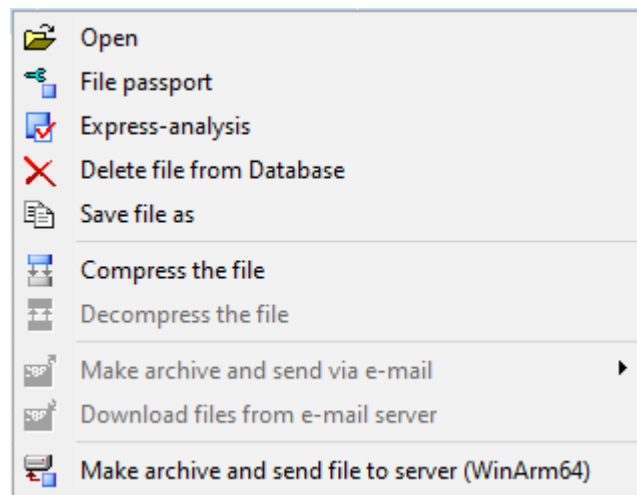 Open
File passport
Express-analysis
Delete file from Database
Save file as
Compress the file
Decompress the file
Make archive and send via e-mail
Download files from e-mail server
Make archive and send file to server (WinArm64)